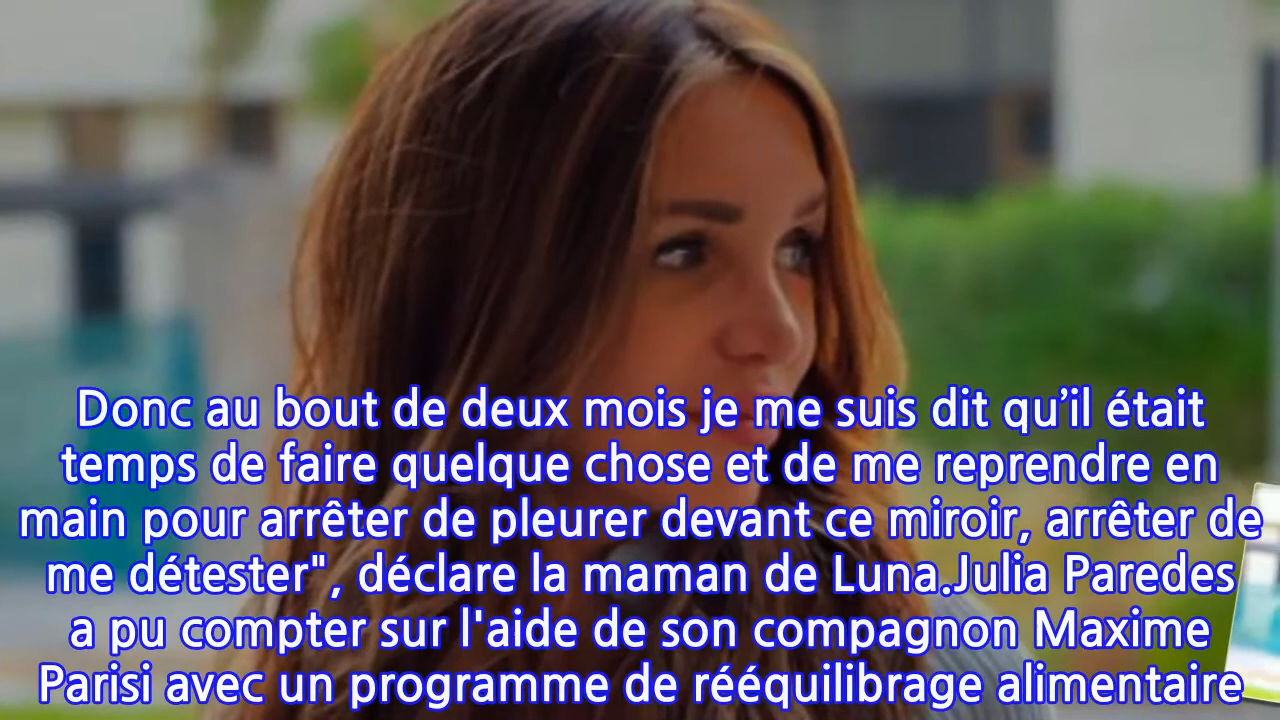 Donc au bout de deux mois je me suis dit qu’il était
temps de faire quelque chose et de me reprendre en
main pour arrêter de pleurer devant ce miroir, arrêter de
me détester", déclare la maman de Luna.Julia Paredes
a pu compter sur l'aide de son compagnon Maxime
Parisi avec un programme de rééquilibrage alimentaire